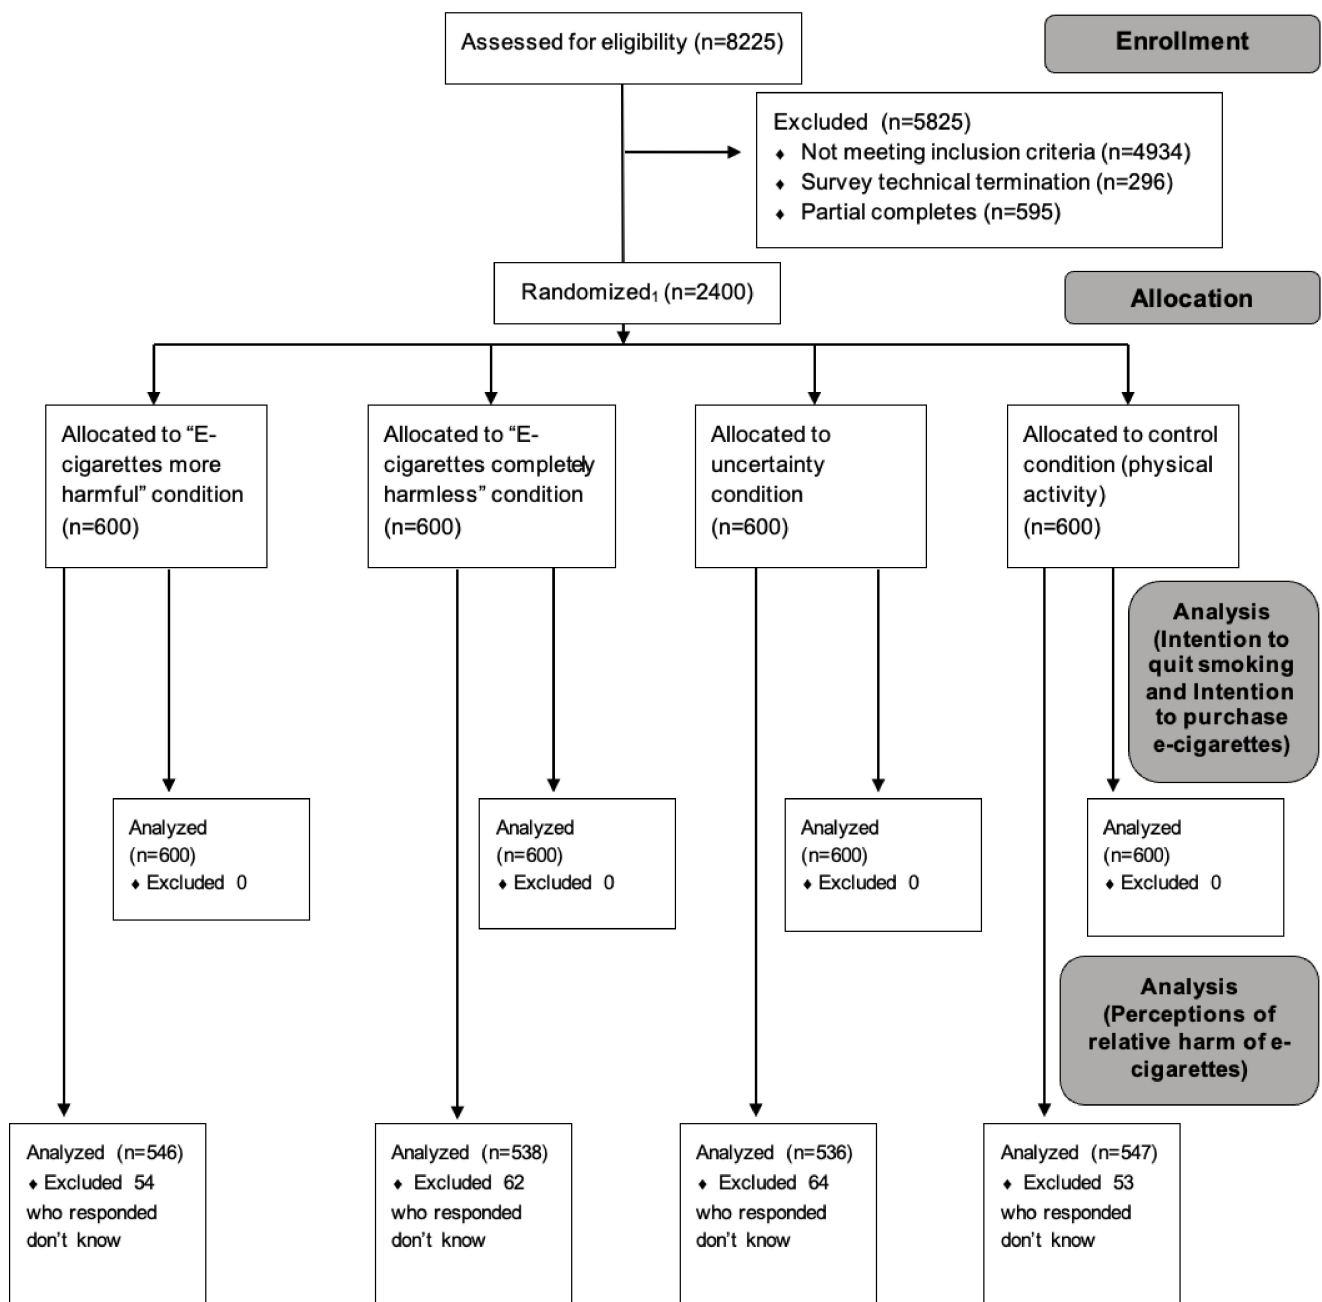 Assessed for eligibility (n=8225)
Enrollment
Excluded (n=5825)
♦ Not meeting inclusion criteria (n=4934)
♦ Survey technical termination (n=296)
♦ Partial completes (n=595)
Randomized₁ (n=2400)
Allocation
Allocated to “E-
cigarettes more
harmful” condition
(n=600)
Allocated to “E-
cigarettes completely
harmless” condition
(n=600)
Allocated to
uncertainty
condition
(n=600)
Allocated to control
condition (physical
activity)
(n=600)
Analysis
(Intention to
quit smoking
and Intention
to purchase
e-cigarettes)
Analyzed
(n=600)
♦ Excluded 0
Analyzed
(n=600)
♦ Excluded 0
Analyzed
(n=600)
♦ Excluded 0
Analyzed
(n=600)
♦ Excluded 0
Analysis
(Perceptions of
relative harm of e-
cigarettes)
Analyzed (n=546)
♦ Excluded 54
who responded
don’t know
Analyzed (n=538)
♦ Excluded 62
who responded
don’t know
Analyzed (n=536)
♦ Excluded 64
who responded
don’t know
Analyzed (n=547)
♦ Excluded 53
who responded
don’t know